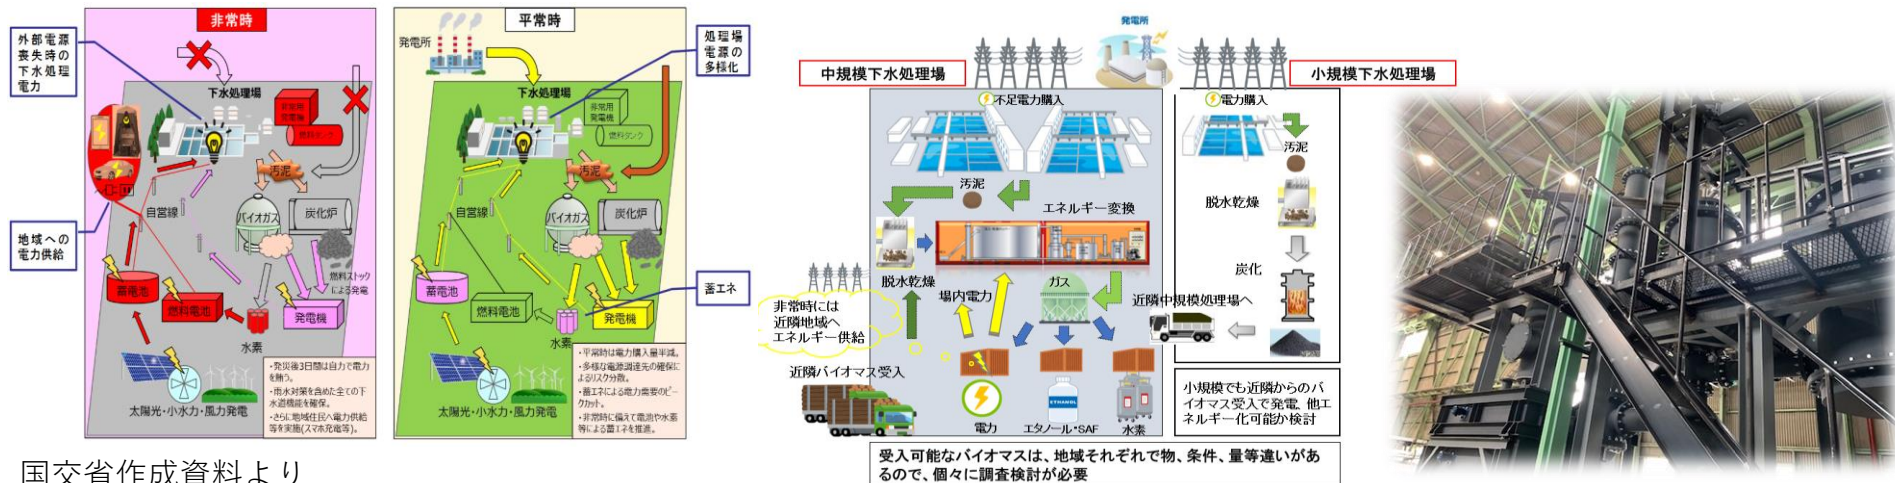 非常時
外部電源
喪失時の
下水処理
電力
下水処理場
非常用
発電機
燃料タンク
汚泥
自営線
バイオガス
炭化炉
地域への
電力供給
燃料ストック
による発電
蓄電池
燃料電池
発電機
水素
太陽光・小水力・風力発電
・発災後3日間は自力で電力
を賄う。
・雨水対策を含めた全ての下
水道機能を確保。
・さらに地域住民へ電力供給
等を実施(スマホ充電等)。
平常時
発電所
処理場
電源の
多様化
下水処理場
非常用
発電機
燃料タンク
汚泥
自営線
バイオガス
炭化炉
蓄電池
燃料電池
発電機
蓄エネ
水素
太陽光・小水力・風力発電
・平常時は電力購入量半減。
・多様な電源調達先の確保に
よるリスク分散。
・蓄エネによる電力需要のピー
クカット。
・非常時に備えて電池や水素
等による蓄エネを推進。
国交省作成資料より
発電所
中規模下水処理場
小規模下水処理場
不足電力購入
汚泥
エネルギー変換
脱水乾燥
場内電力
ガス
非常時には
近隣地域へ
エネルギー供給
近隣バイオマス受入
電力
ETHANOL
エタノール・SAF
水素
電力購入
汚泥
脱水乾燥
炭化
近隣中規模処理場へ
小規模でも近隣からのバ
イオマス受入で発電、他エ
ネルギー化可能か検討
受入可能なバイオマスは、地域それぞれで物、条件、量等違いがあ
るので、個々に調査検討が必要